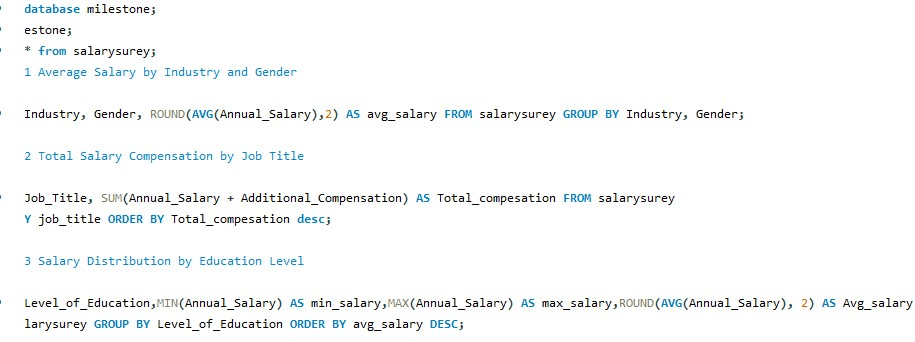 database milestone;
estone;
* from salarysurey;
1 Average Salary by Industry and Gender
Industry, Gender, ROUND(AVG(Annual_Salary),2) AS avg_salary FROM salarysurey GROUP BY Industry, Gender;
2 Total Salary Compensation by Job Title
Job_Title, SUM(Annual_Salary + Additional_Compensation) AS Total_compesation FROM salarysurey
Y job_title ORDER BY Total_compesation desc;
3 Salary Distribution by Education Level
Level_of_Education,MIN(Annual_Salary) AS min_salary,MAX(Annual_Salary) AS max_salary,ROUND(AVG(Annual_Salary), 2) AS Avg_salary
larysurey GROUP BY Level_of_Education ORDER BY avg_salary DESC;